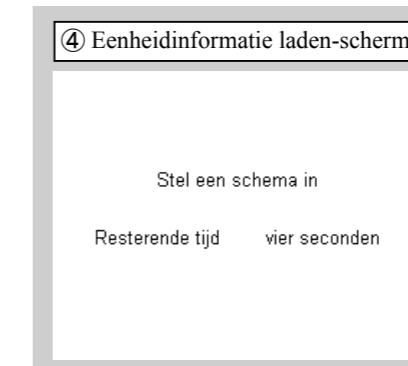 ④ Eenheidinformatie laden-scherm
Stel een schema in
Resterende tijd vier seconden